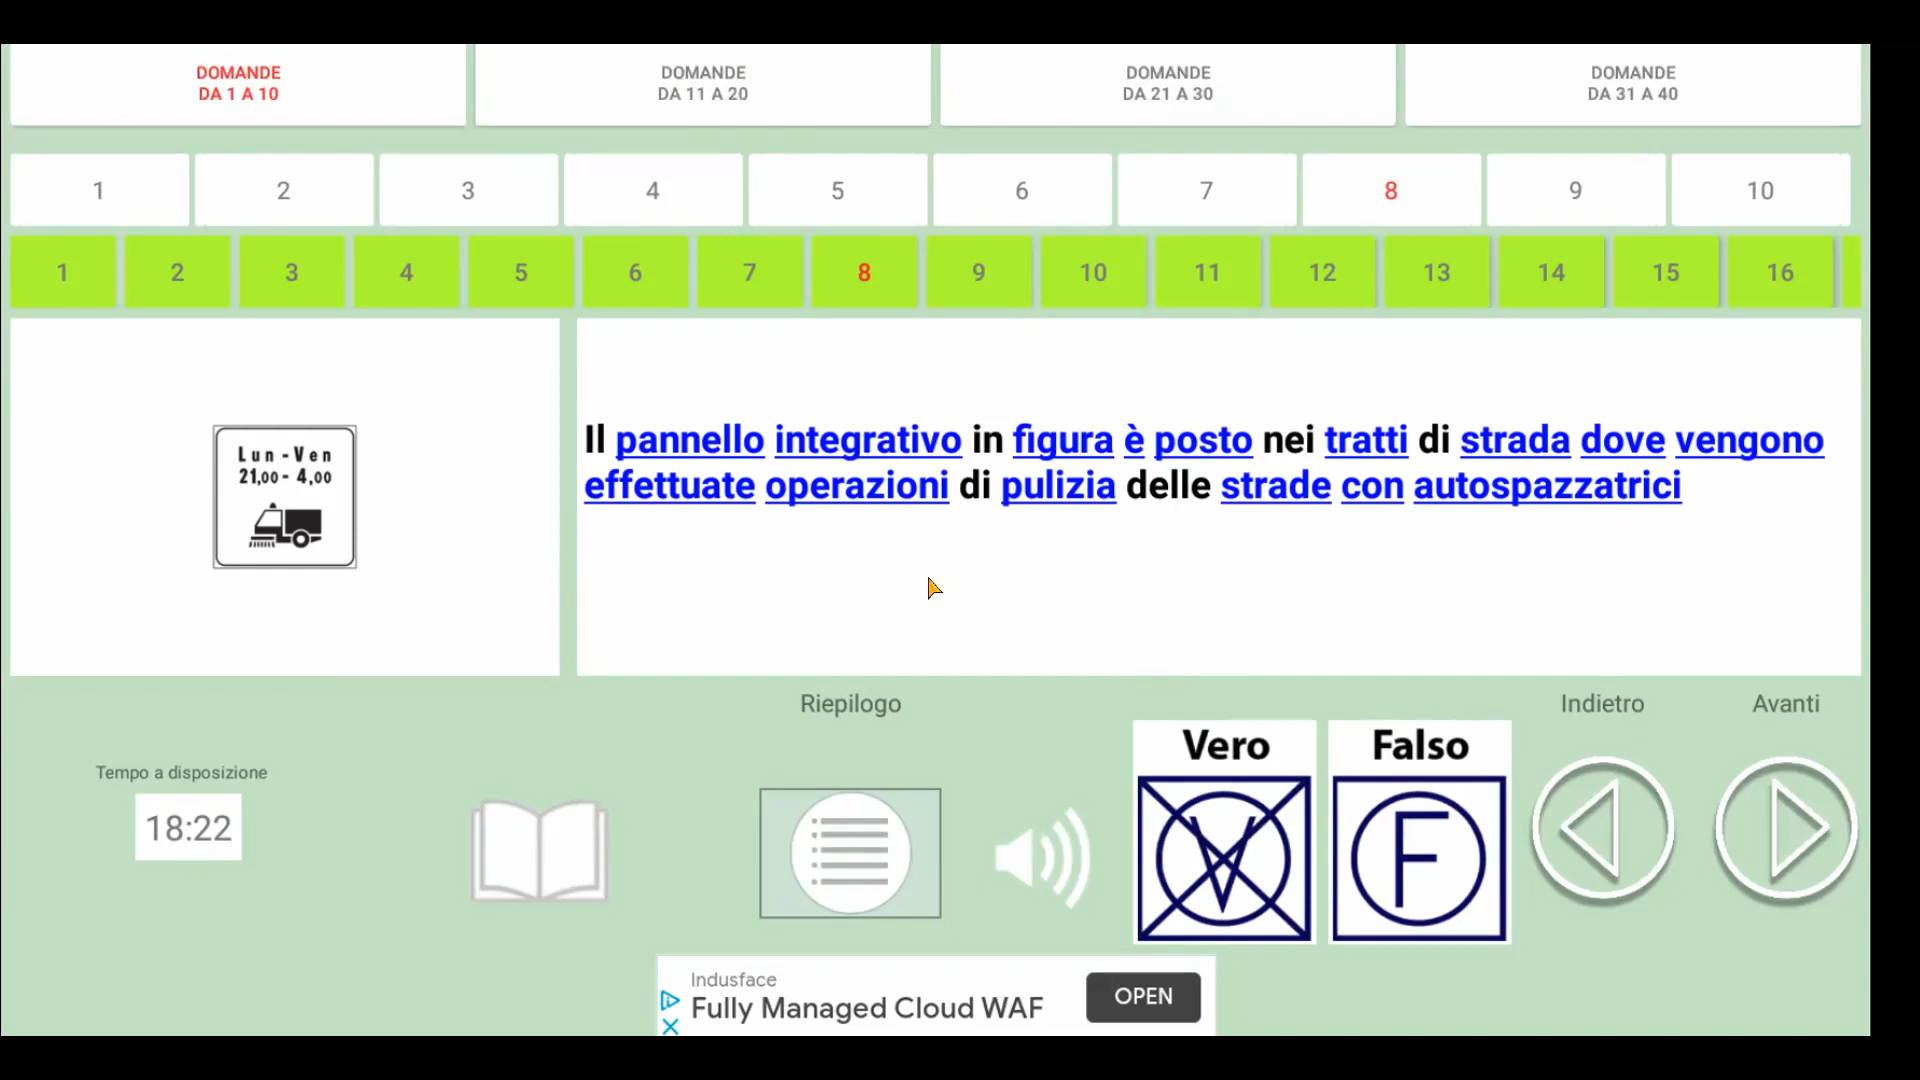 DOMANDE
DA 1 A 10
DOMANDE
DA 11 A 20
DOMANDE
DA 21 A 30
DOMANDE
DA 31 A 40
1 2 3 4 5 6 7 8 9 10
1 2 3 4 5 6 7 8 9 10 11 12 13 14 15 16
Lun-Ven
21,00-4,00
Il pannello integrativo in figura è posto nei tratti di strada dove vengono
effettuate operazioni di pulizia delle strade con autospazzatrici
Tempo a disposizione
18:22
Riepilogo
Vero
V
Falso
F
Indietro
Avanti
Indusface
Fully Managed Cloud WAF
OPEN